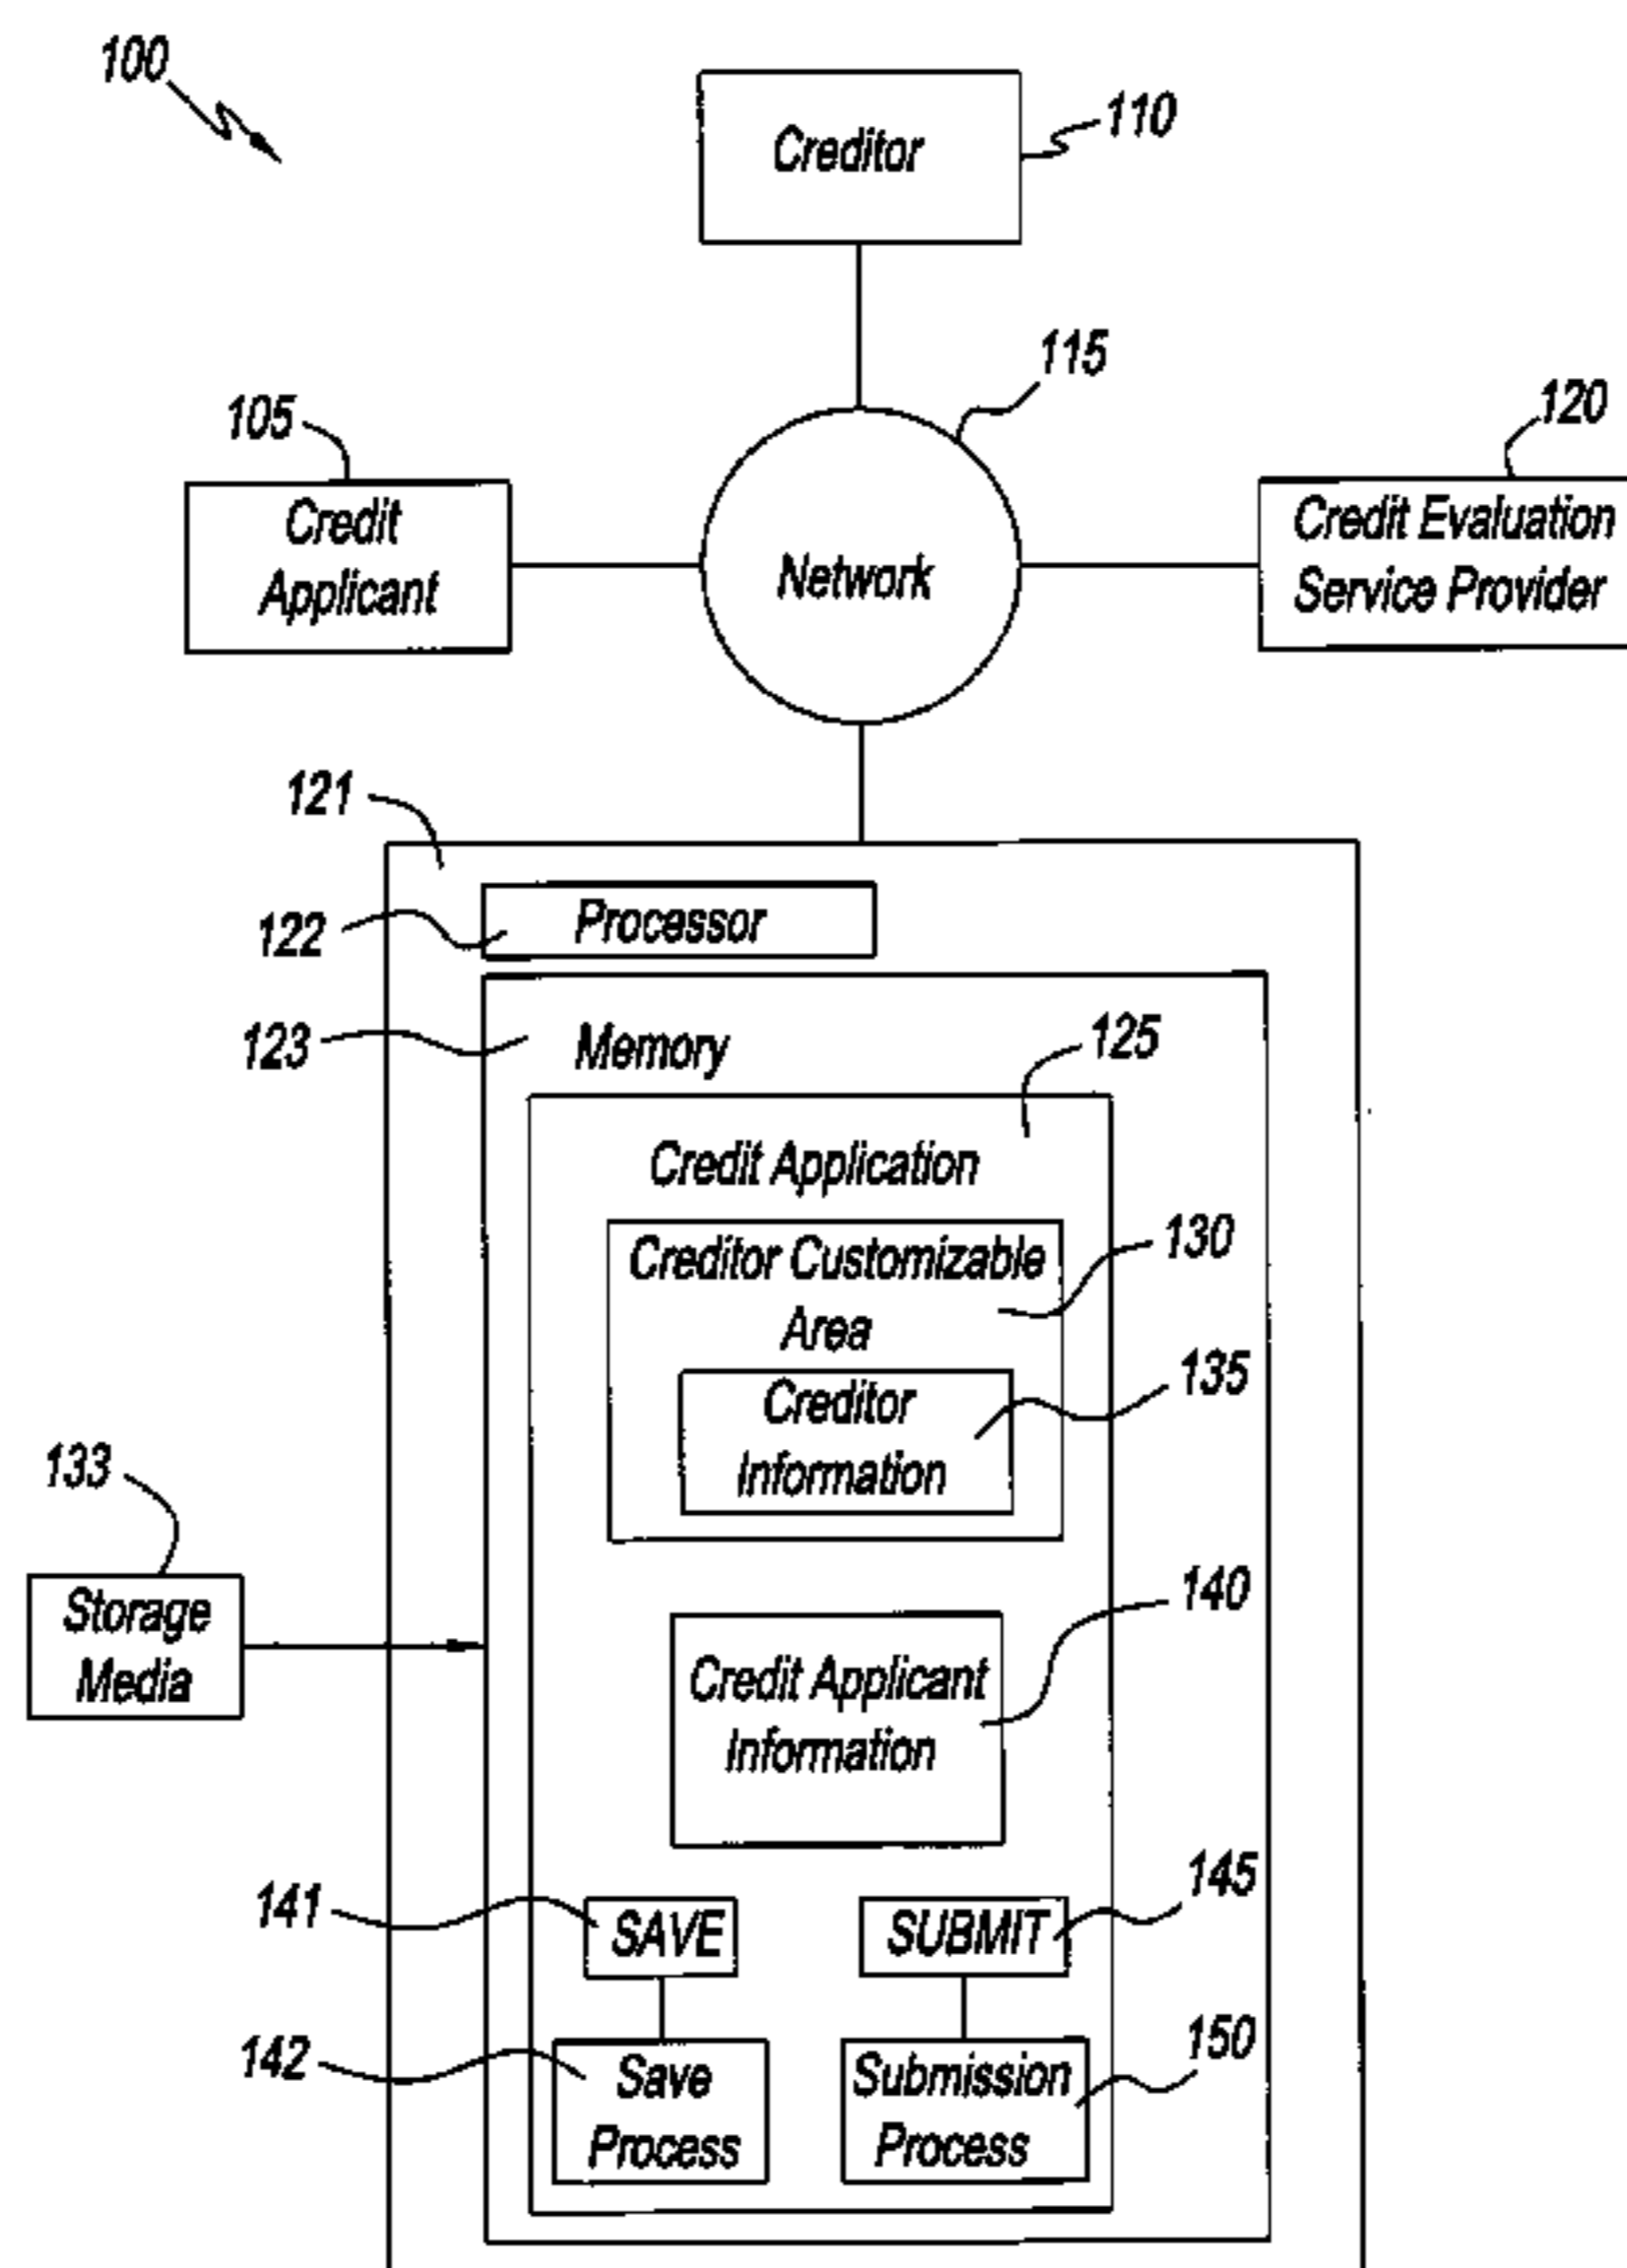 100
Creditor
110
115
105
120
Credit
Applicant
Network
Credit Evaluation
Service Provider
121
122
Processor
123
Memory
125
Credit Application
130
Creditor Customizable
Area
135
Creditor
Information
133
Storage
Media
140
Credit Applicant
Information
141
SAVE
145
SUBMIT
142
Save
Process
150
Submission
Process